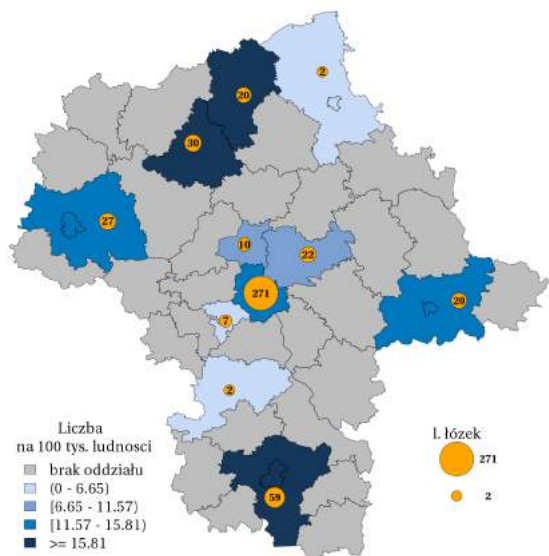 2
20
30
27
10
22
271
20
7
2
59
Liczba
na 100 tys. ludnosci
brak oddziału
(0 - 6.65)
[6.65 - 11.57)
[11.57 - 15.81)
>= 15.81
l. łózek
271
2